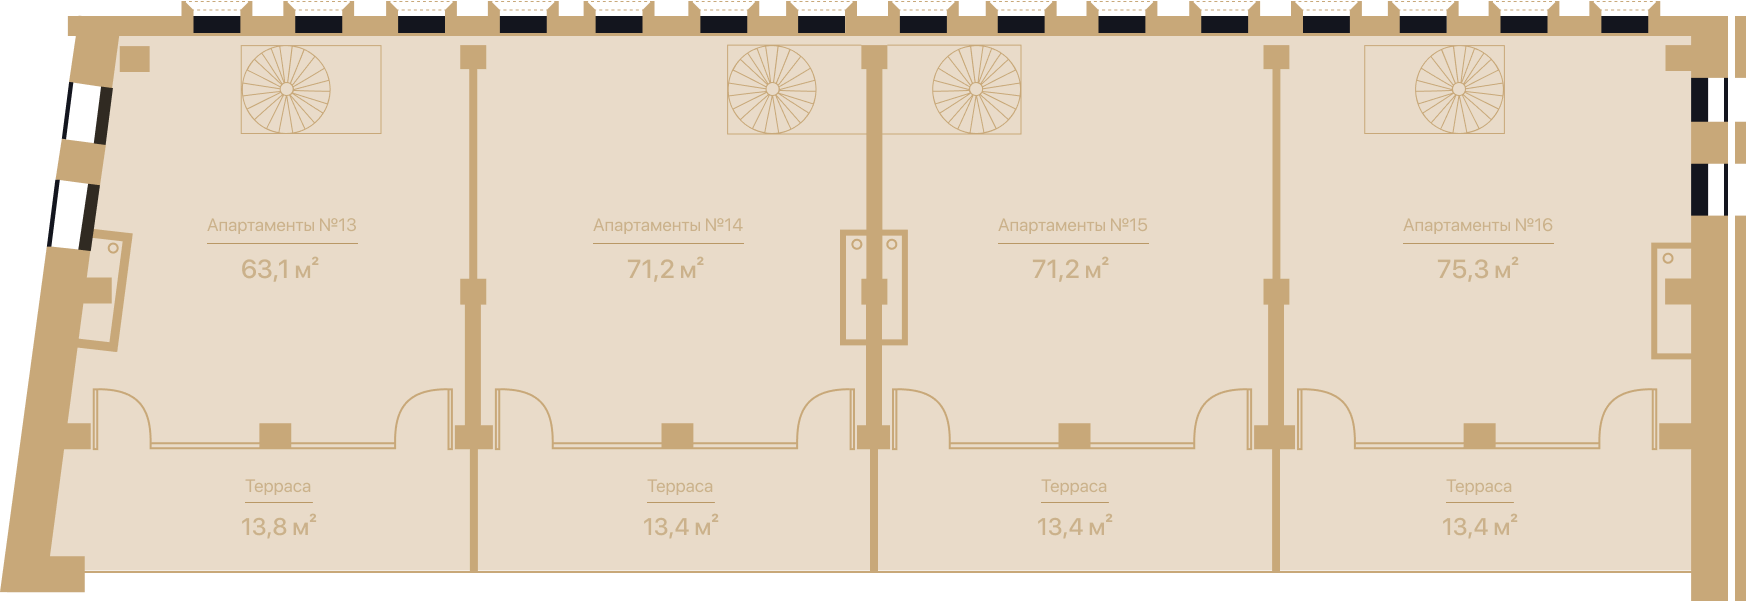 Апартаменты №13
63,1 м²
Апартаменты №14
71,2 м²
Апартаменты №15
71,2 м²
Апартаменты №16
75,3 м²
Терраса
13,8 м²
Терраса
13,4 м²
Терраса
13,4 м²
Терраса
13,4 м²